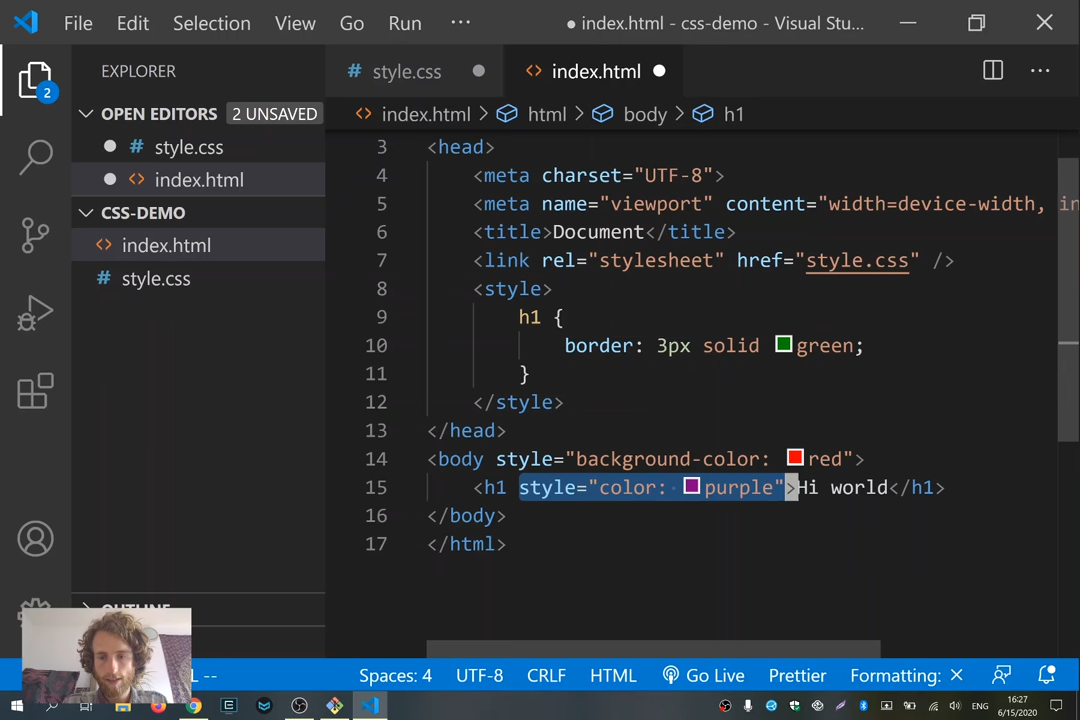 File Edit Selection View Go Run ··· ● index.html - css-demo - Visual Stu...
EXPLORER
2
OPEN EDITORS 2 UNSAVED
# style.css
<> index.html
CSS-DEMO
<> index.html
# style.css
OUTLINE
# style.css
<> index.html
<> index.html > html > body > h1
3 <head>
4 <meta charset="UTF-8">
5 <meta name="viewport" content="width=device-width, in
6 <title>Document</title>
7 <link rel="stylesheet" href="style.css" />
8 <style>
9 h1 {
10 border: 3px solid green;
11 }
12 </style>
13 </head>
14 <body style="background-color: red">
15 <h1 style="color: purple">Hi world</h1>
16 </body>
17 </html>
-- Spaces: 4 UTF-8 CRLF HTML Go Live Prettier Formatting: ×
ENG 16:27
6/15/2020